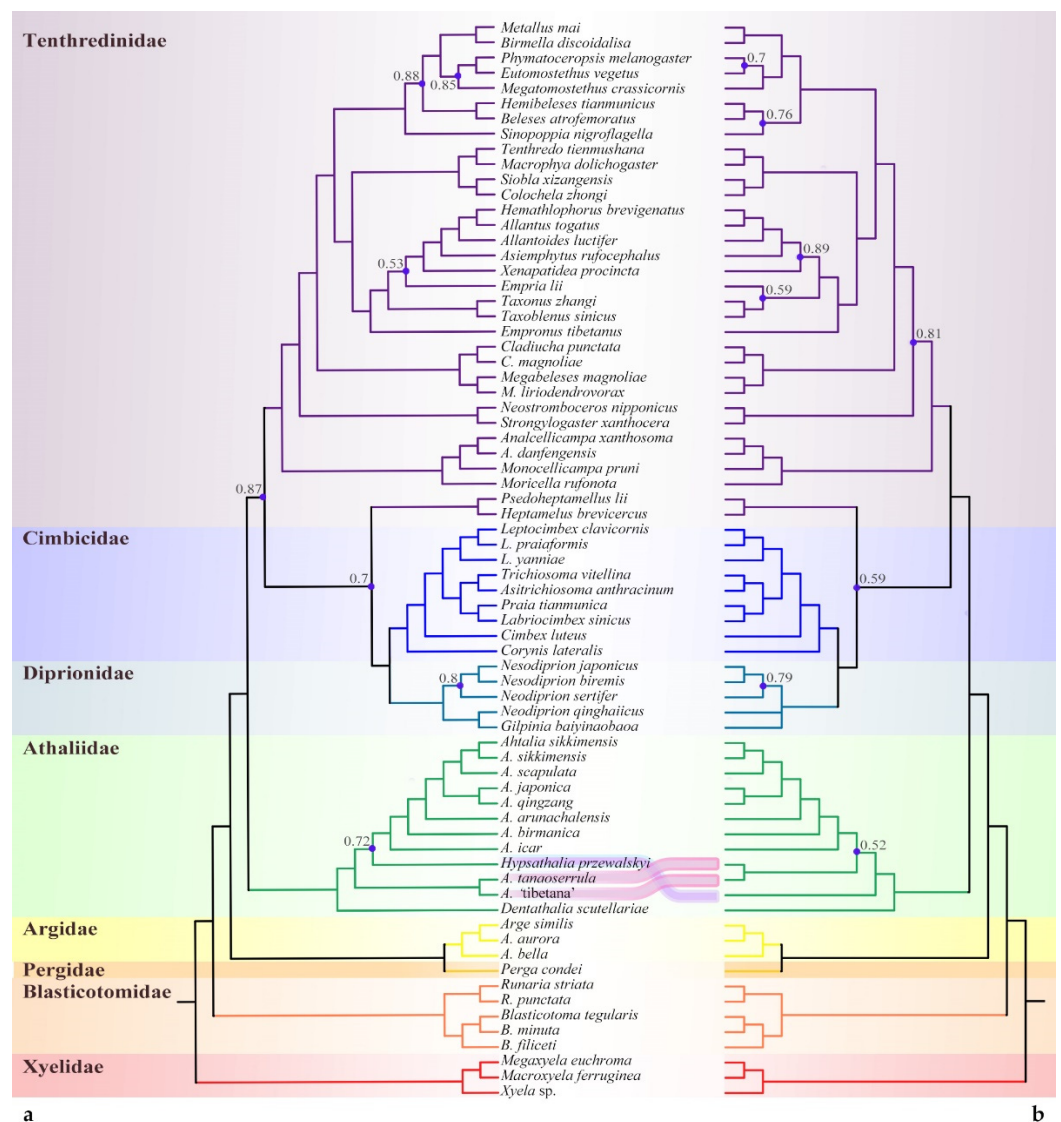 Tenthredinidae
Metallus mai
Birmella discoidalisa
Phymatoceropsis melanogaster
0.7
0.88
Eutomostethus vegetus
0.85
Megatomostethus crassicornis
Hemibeleses tianmunicus
0.76
Beleses atrofemoratus
Sinopoppia nigroflagella
Tenthredo tienmushana
Macrophya dolichogaster
Siobla xizangensis
Colochela zhongi
Hemathlophorus brevigenatus
Allantus togatus
Allantoides luctifer
0.89
Asiemphytus rufocephalus
0.53
Xenapatidea procincta
Empria lii
0.59
Taxonus zhangi
Taxoblenus sinicus
Empronus tibetanus
0.81
Cladiucha punctata
C. magnoliae
Megabeleses magnoliae
M. liriodendrovorax
Neostromboceros nipponicus
Strongylogaster xanthocera
Analcellicampa xanthosoma
A. danfengensis
Monocellicampa pruni
Moricella rufonota
0.87
Psedoheptamellus lii
Heptamelus brevicercus
Cimbicidae
Leptocimbex clavicornis
L. praiaformis
L. yanniae
Trichiosoma vitellina
0.7
0.59
Asitrichiosoma anthracinum
Praia tianmunica
Labriocimbex sinicus
Cimbex luteus
Corynis lateralis
Diprionidae
Nesodiprion japonicus
0.8
0.79
Nesodiprion biremis
Neodiprion sertifer
Neodiprion qinghaiicus
Gilpinia baiyinaobaoa
Athaliidae
Ahtalia sikkimensis
A. sikkimensis
A. scapulata
A. japonica
A. qingzang
A. arunachalensis
A. birmanica
0.72
0.52
A. icar
Hypsathalia przewalskyi
A. tanaoserrula
A. ‘tibetana’
Dentathalia scutellariae
Argidae
Arge similis
A. aurora
A. bella
Pergidae
Perga condei
Blasticotomidae
Runaria striata
R. punctata
Blasticotoma tegularis
B. minuta
B. filiceti
Xyelidae
Megaxyela euchroma
Macroxyela ferruginea
Xyela sp.
a
b